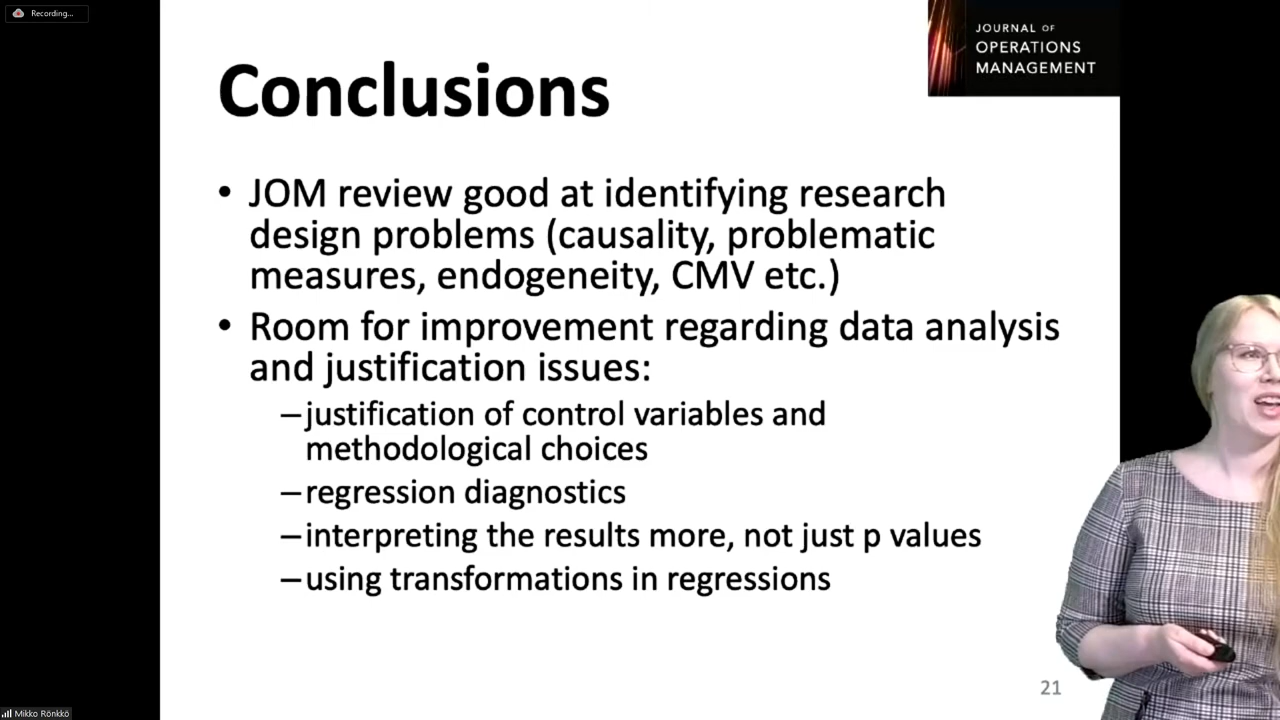 Recording...
JOURNAL OF
OPERATIONS
MANAGEMENT
Conclusions
• JOM review good at identifying research
design problems (causality, problematic
measures, endogeneity, CMV etc.)
• Room for improvement regarding data analysis
and justification issues:
–justification of control variables and
methodological choices
–regression diagnostics
–interpreting the results more, not just p values
–using transformations in regressions
21
Mikko Rönkkö